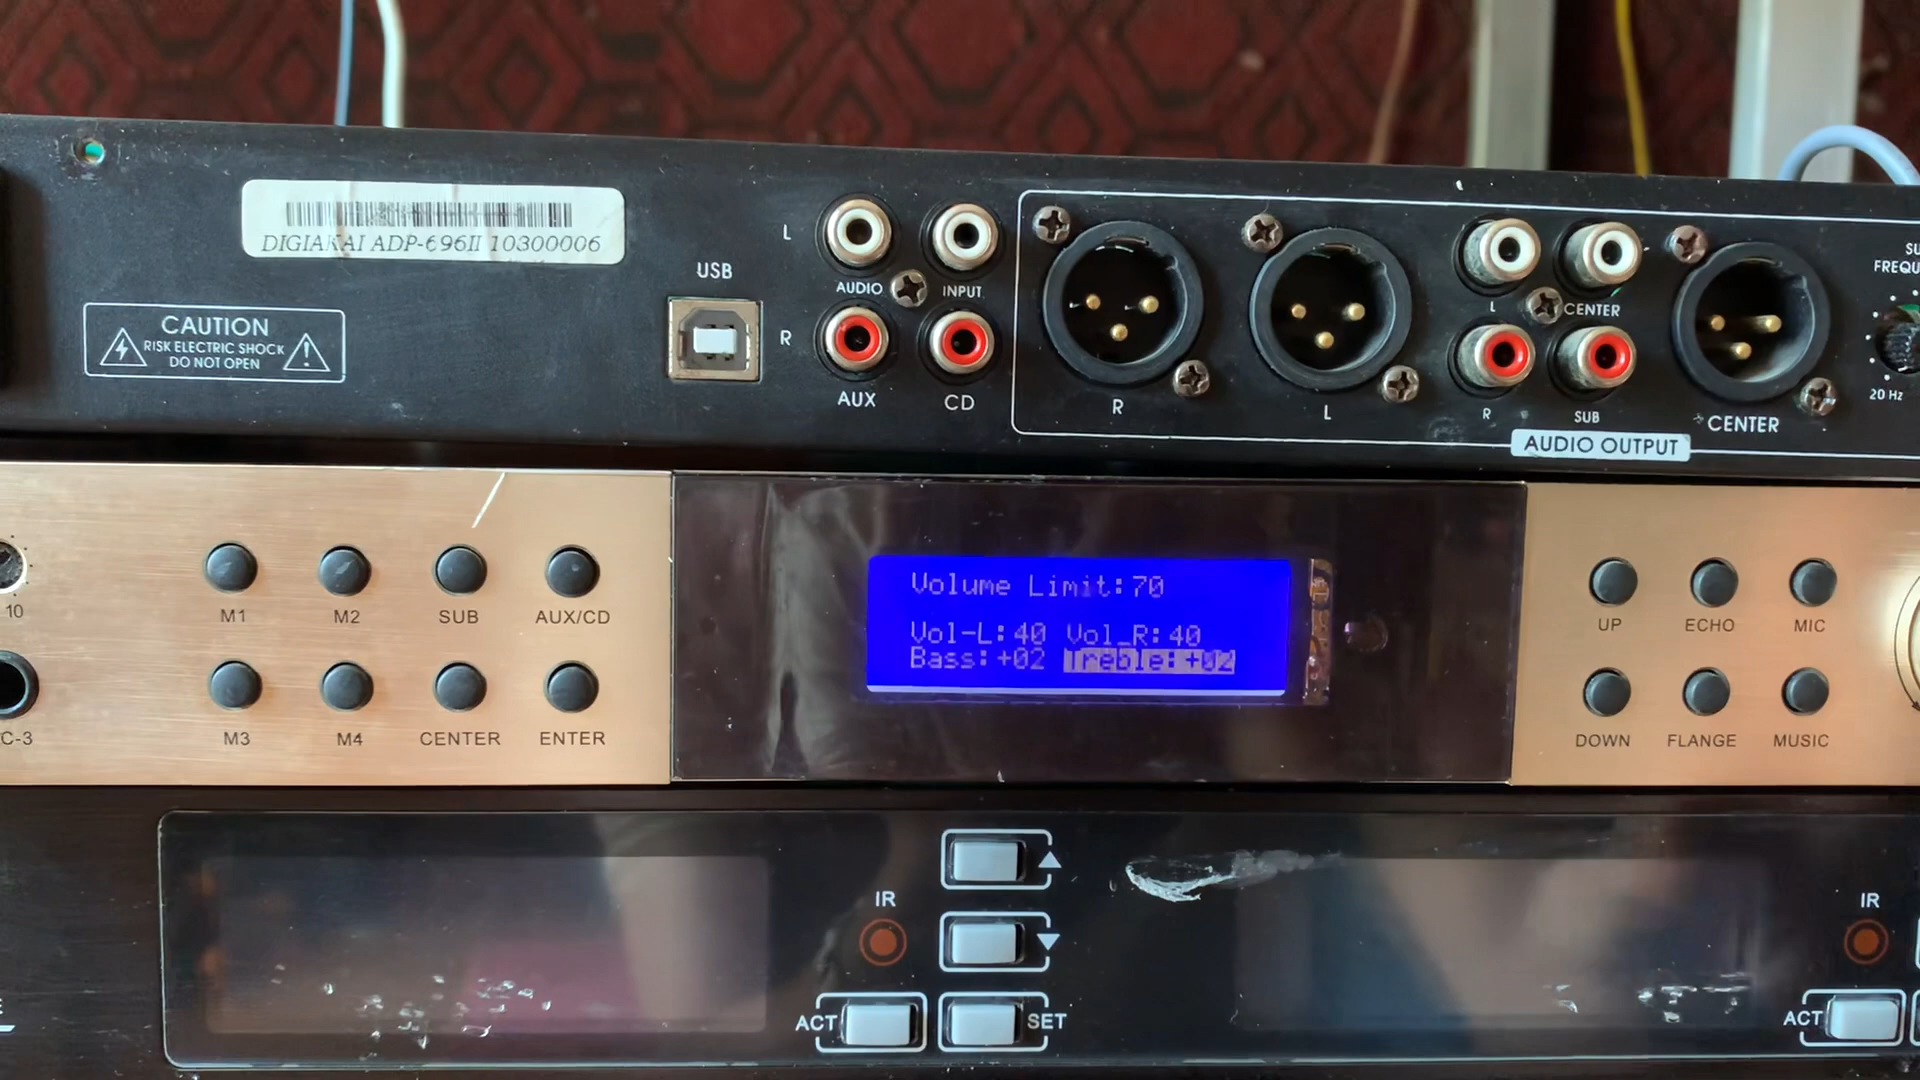 DIGIAKAI ADP-696II 10300006
CAUTION
RISK ELECTRIC SHOCK
DO NOT OPEN
USB
L
AUDIO INPUT
R
AUX CD
R
L
L CENTER
R SUB
CENTER
AUDIO OUTPUT
20 Hz
10
M1 M2 SUB AUX/CD
M3 M4 CENTER ENTER
C-3
Volume Limit:70
Vol-L:40 Vol_R:40
Bass:+02 Treble:+02
UP ECHO MIC
DOWN FLANGE MUSIC
IR
ACT SET
IR
ACT